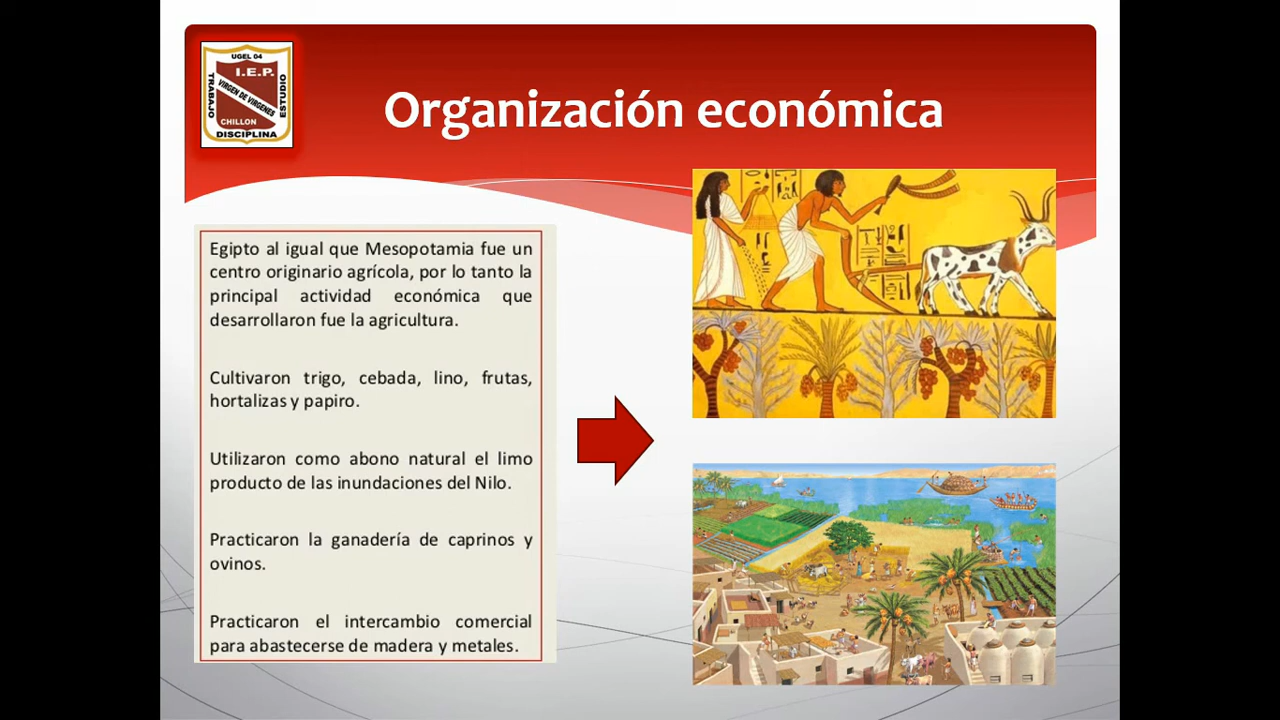 UGEL 04
I.E.P.
TRABAJO
VIRGEN DE VIRGENES
ESTUDIO
CHILLON
DISCIPLINA
Organización económica
Egipto al igual que Mesopotamia fue un
centro originario agrícola, por lo tanto la
principal actividad económica que
desarrollaron fue la agricultura.
Cultivaron trigo, cebada, lino, frutas,
hortalizas y papiro.
Utilizaron como abono natural el limo
producto de las inundaciones del Nilo.
Practicaron la ganadería de caprinos y
ovinos.
Practicaron el intercambio comercial
para abastecerse de madera y metales.